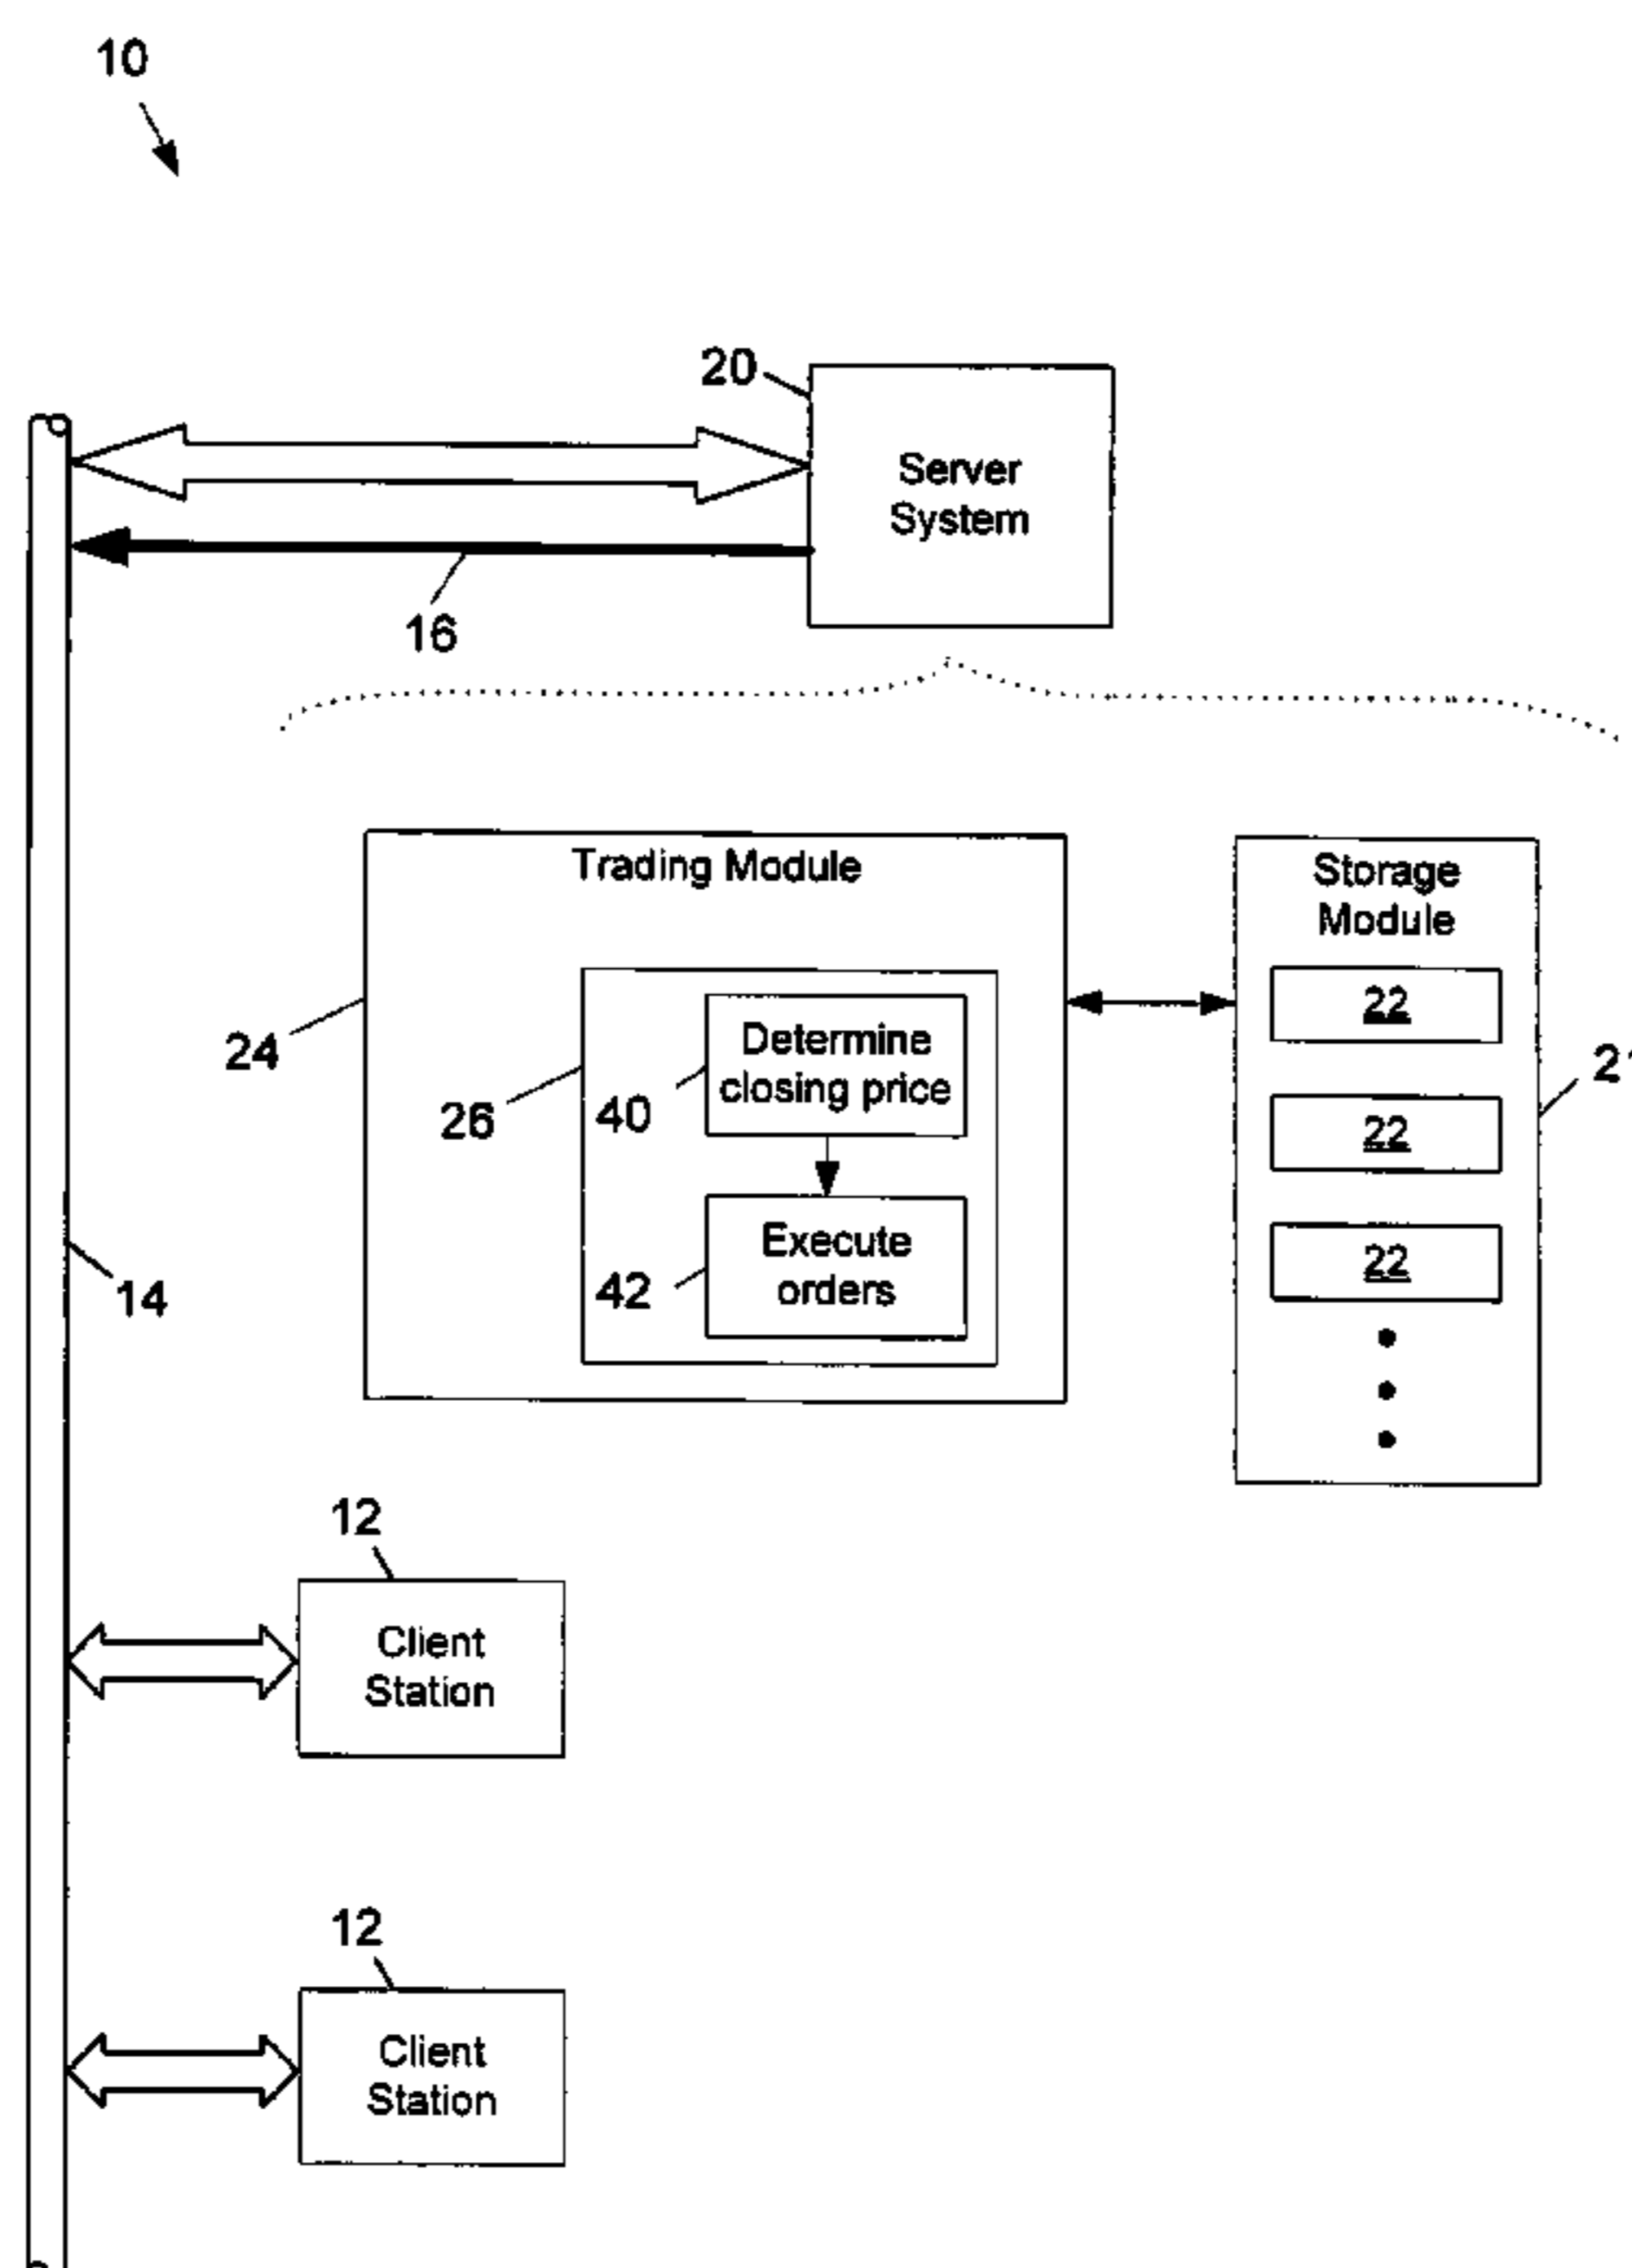 10
20
Server
System
16
Trading Module
Storage
Module
22
24
Determine
closing price
26
40
22
Execute
orders
42
22
14
12
Client
Station
12
Client
Station